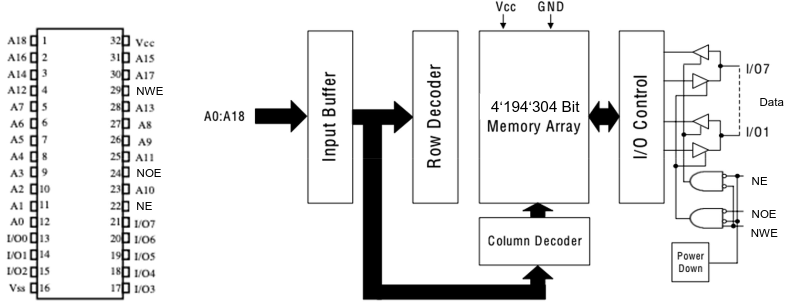 A18 1 32 Vcc
A16 2 31 A15
A14 3 30 A17
A12 4 29 NWE
A7 5 28 A13
A6 6 27 A8
A5 7 26 A9
A4 8 25 A11
A3 9 24 NOE
A2 10 23 A10
A1 11 22 NE
A0 12 21 I/O7
I/O0 13 20 I/O6
I/O1 14 19 I/O5
I/O2 15 18 I/O4
Vss 16 17 I/O3
A0:A18
Input Buffer
Row Decoder
Vcc GND
4'194'304 Bit
Memory Array
Column Decoder
I/O Control
I/O7
Data
I/O1
NE
NOE
NWE
Power
Down